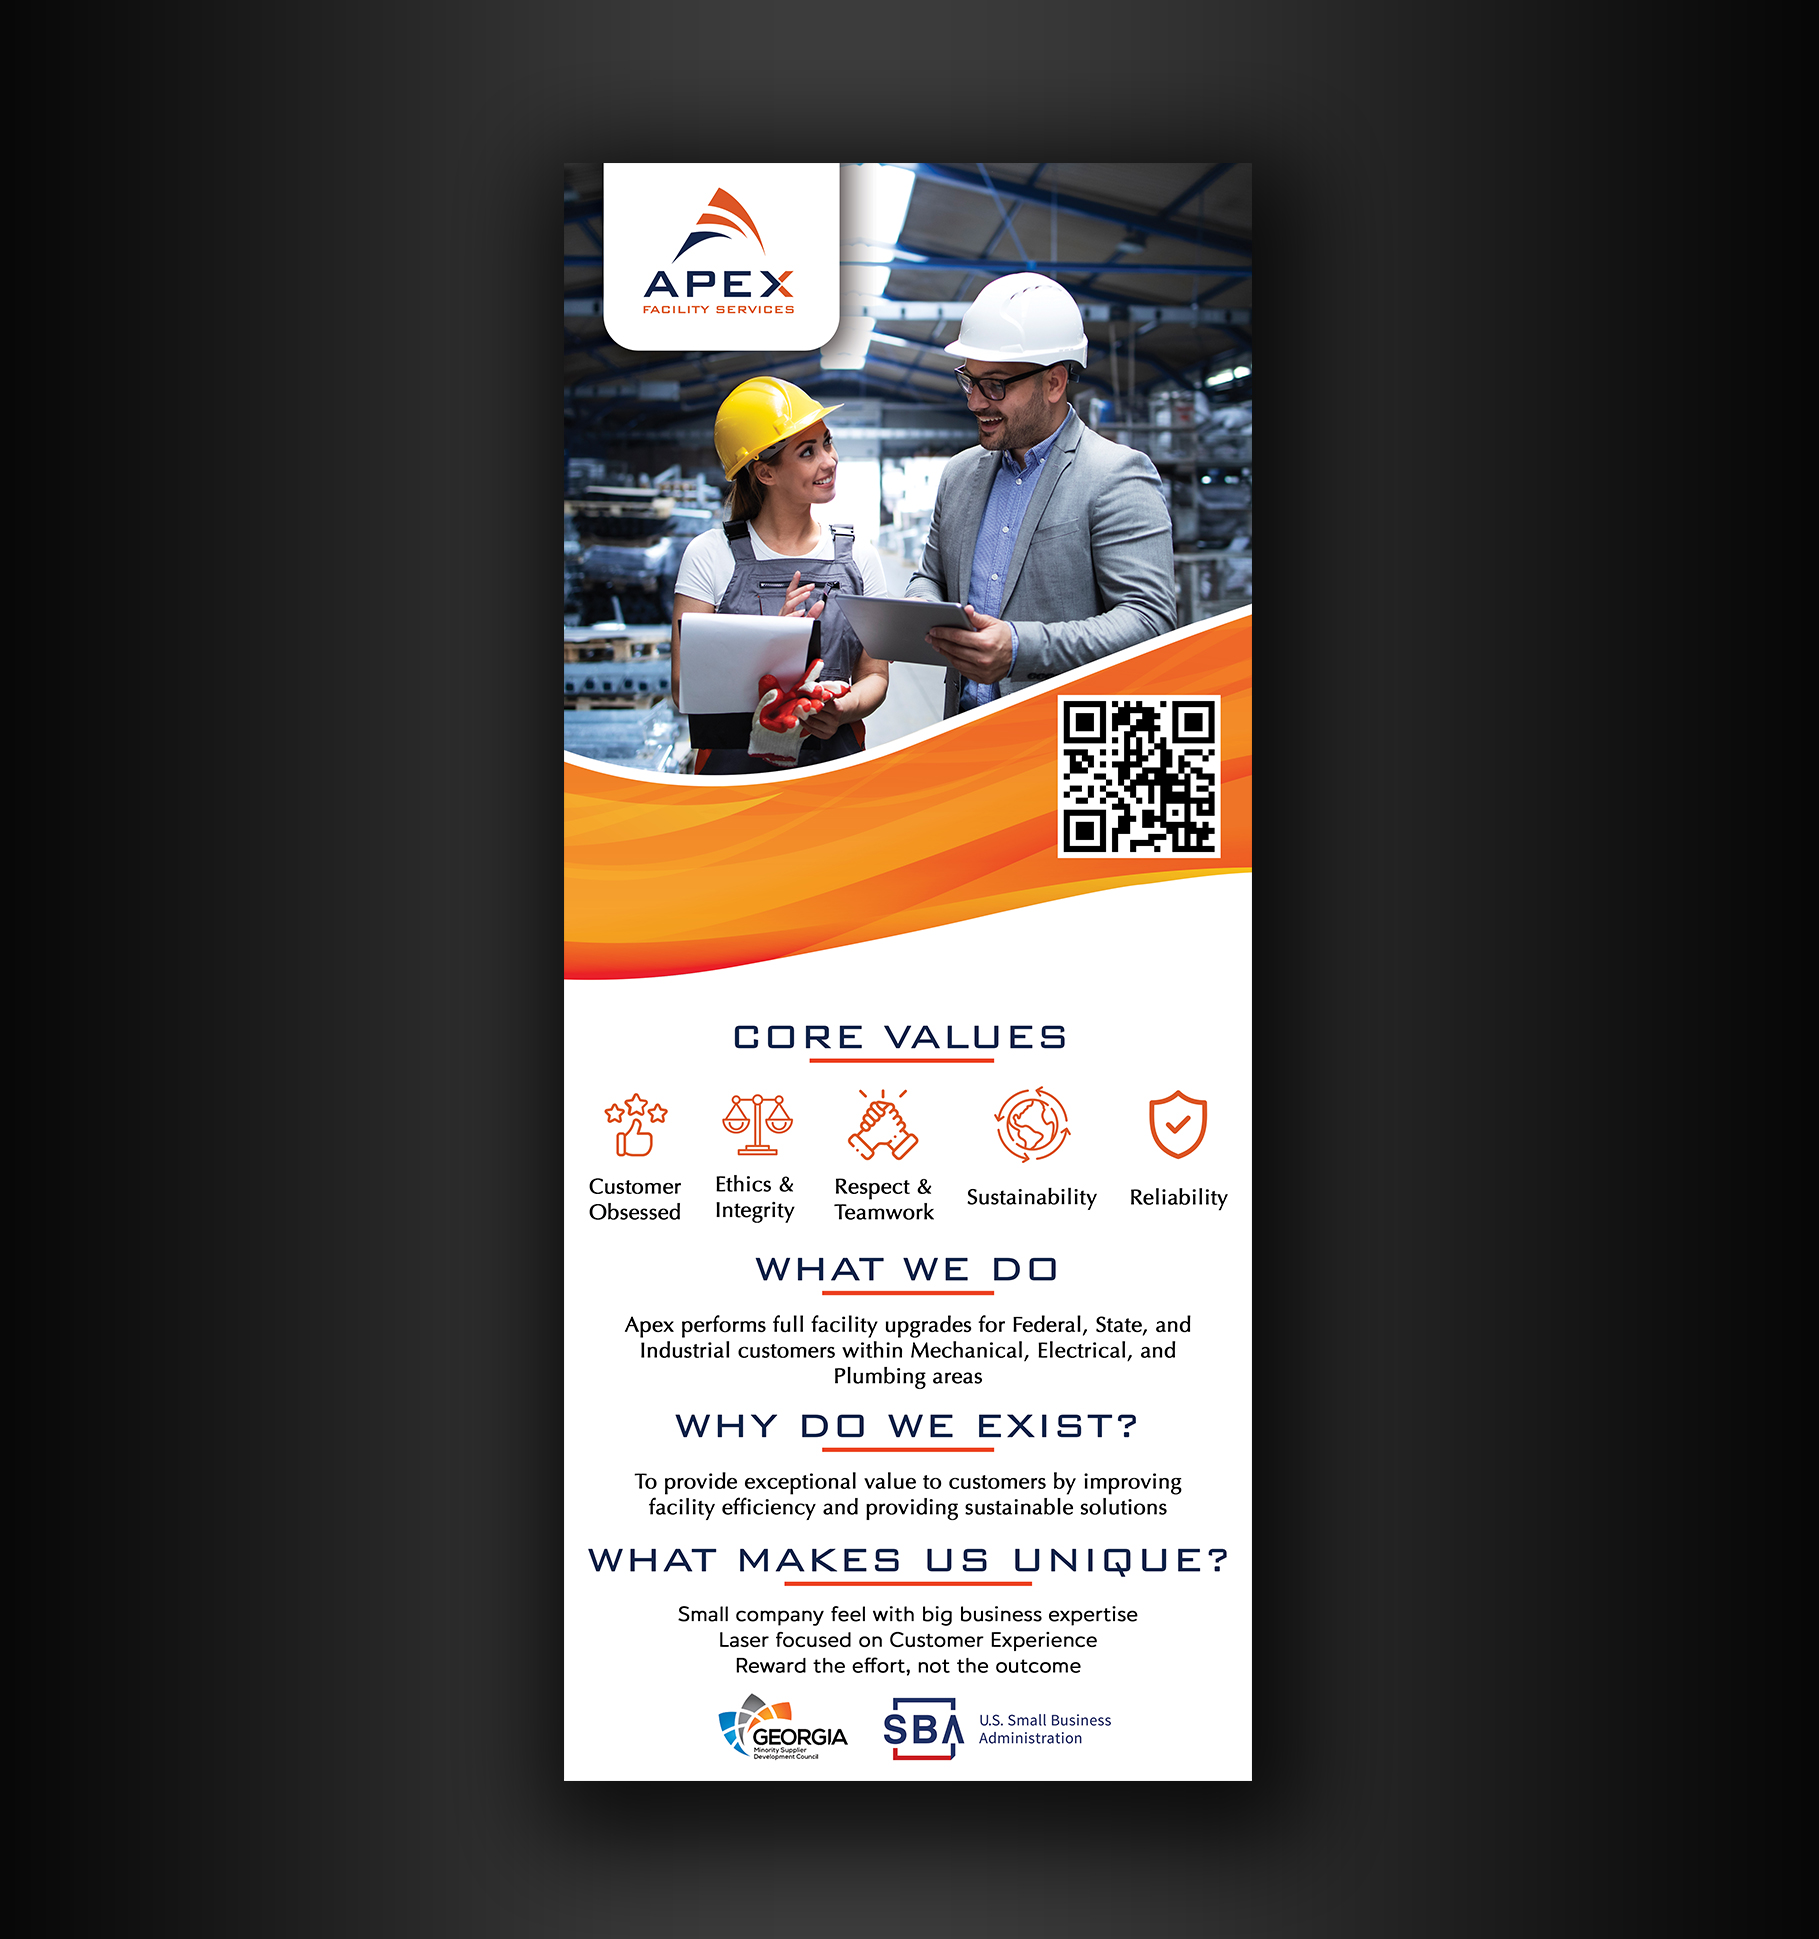 APEX
FACILITY SERVICES
CORE VALUES
Customer
Obsessed
Ethics &
Integrity
Respect &
Teamwork
Sustainability
Reliability
WHAT WE DO
Apex performs full facility upgrades for Federal, State, and
Industrial customers within Mechanical, Electrical, and
Plumbing areas
WHY DO WE EXIST?
To provide exceptional value to customers by improving
facility efficiency and providing sustainable solutions
WHAT MAKES US UNIQUE?
Small company feel with big business expertise
Laser focused on Customer Experience
Reward the effort, not the outcome
GEORGIA
Minority Supplier
Development Council
SBA
U.S. Small Business
Administration